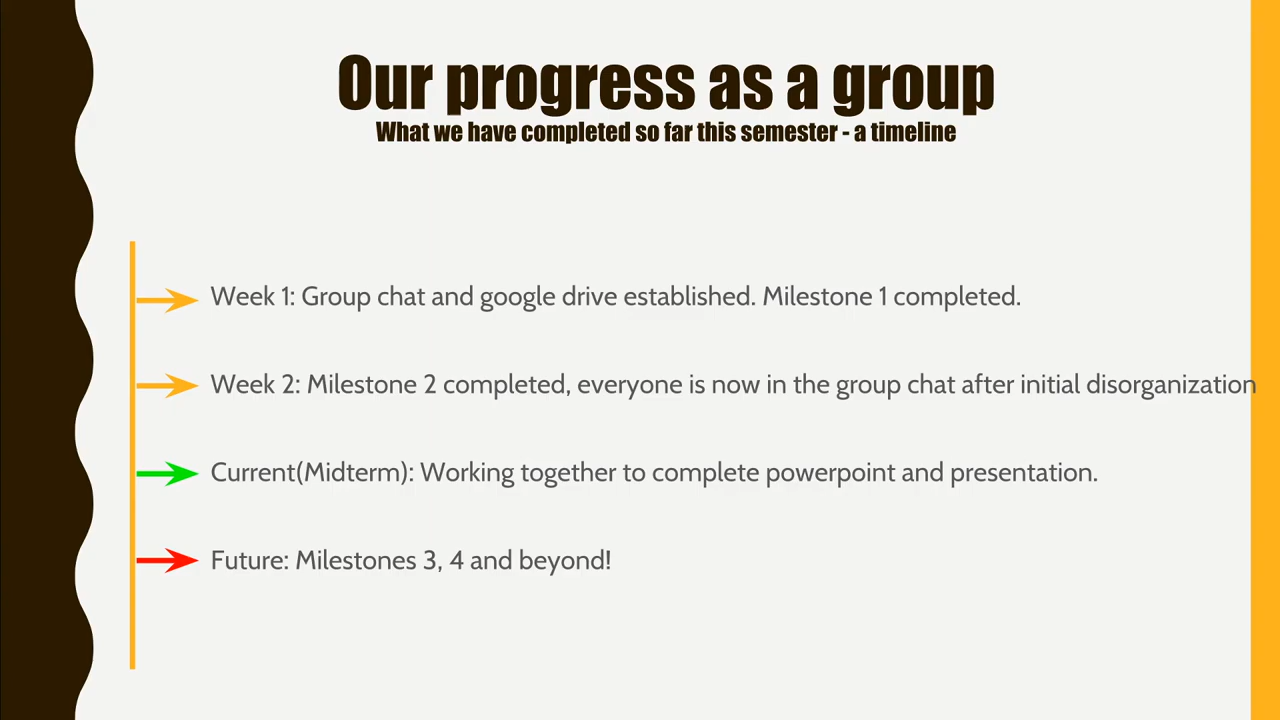 Our progress as a group
What we have completed so far this semester - a timeline
Week 1: Group chat and google drive established. Milestone 1 completed.
Week 2: Milestone 2 completed, everyone is now in the group chat after initial disorganization
Current(Midterm): Working together to complete powerpoint and presentation.
Future: Milestones 3, 4 and beyond!